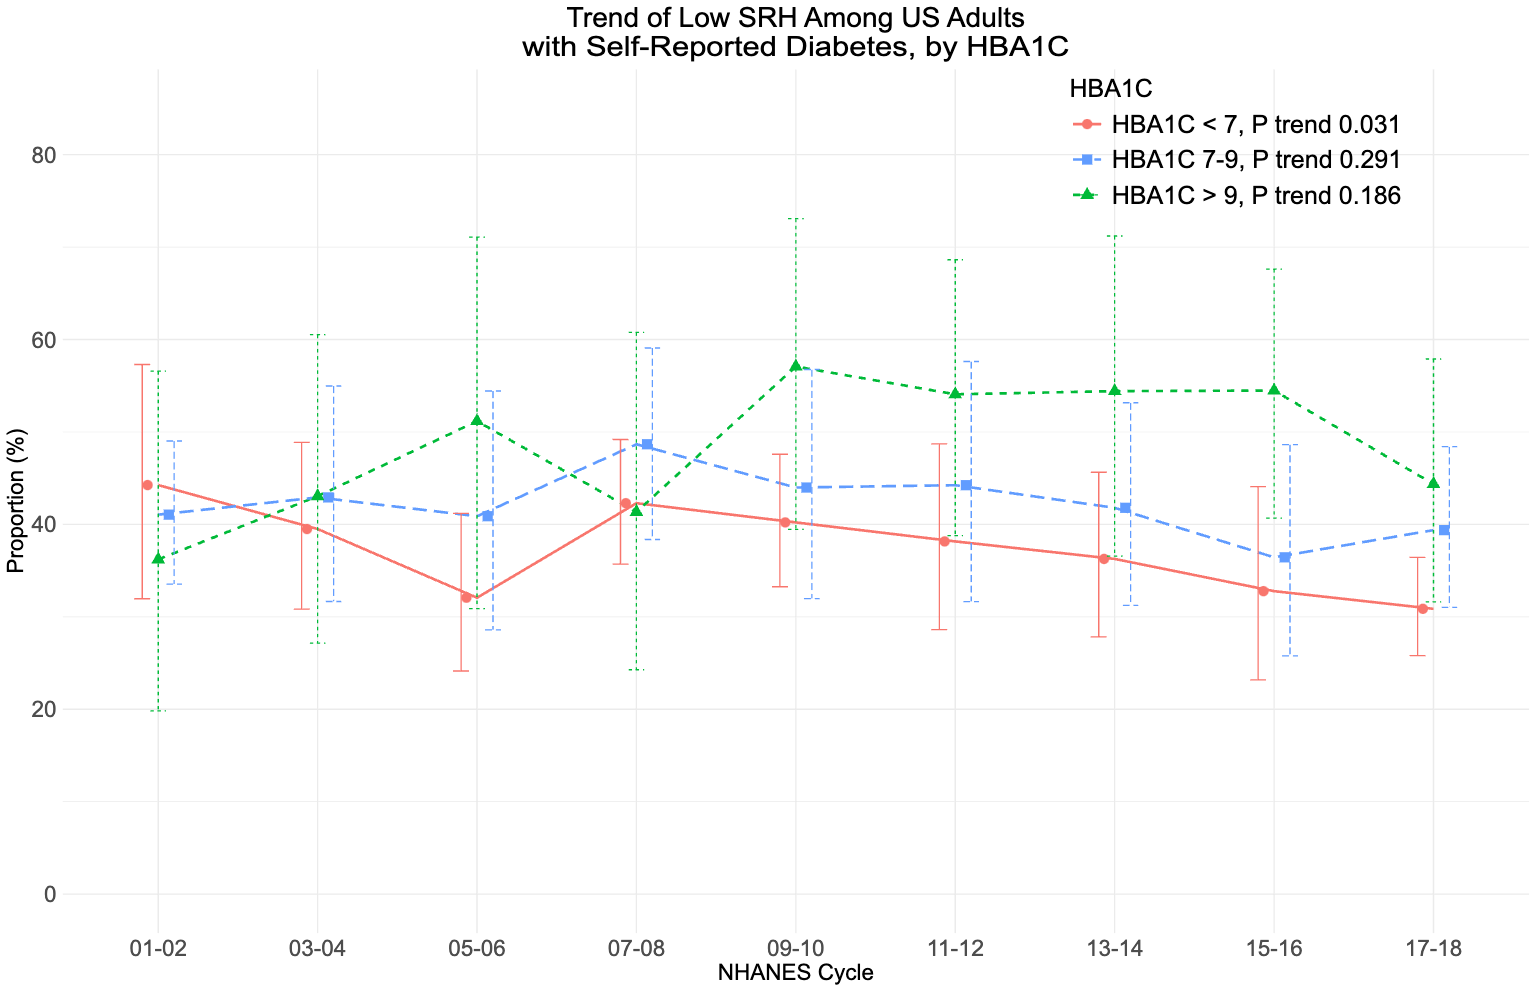 Trend of Low SRH Among US Adults
with Self-Reported Diabetes, by HBA1C
HBA1C
HBA1C < 7, P trend 0.031
HBA1C 7-9, P trend 0.291
HBA1C > 9, P trend 0.186
Proportion (%)
80
60
40
20
0
01-02 03-04 05-06 07-08 09-10 11-12 13-14 15-16 17-18
NHANES Cycle